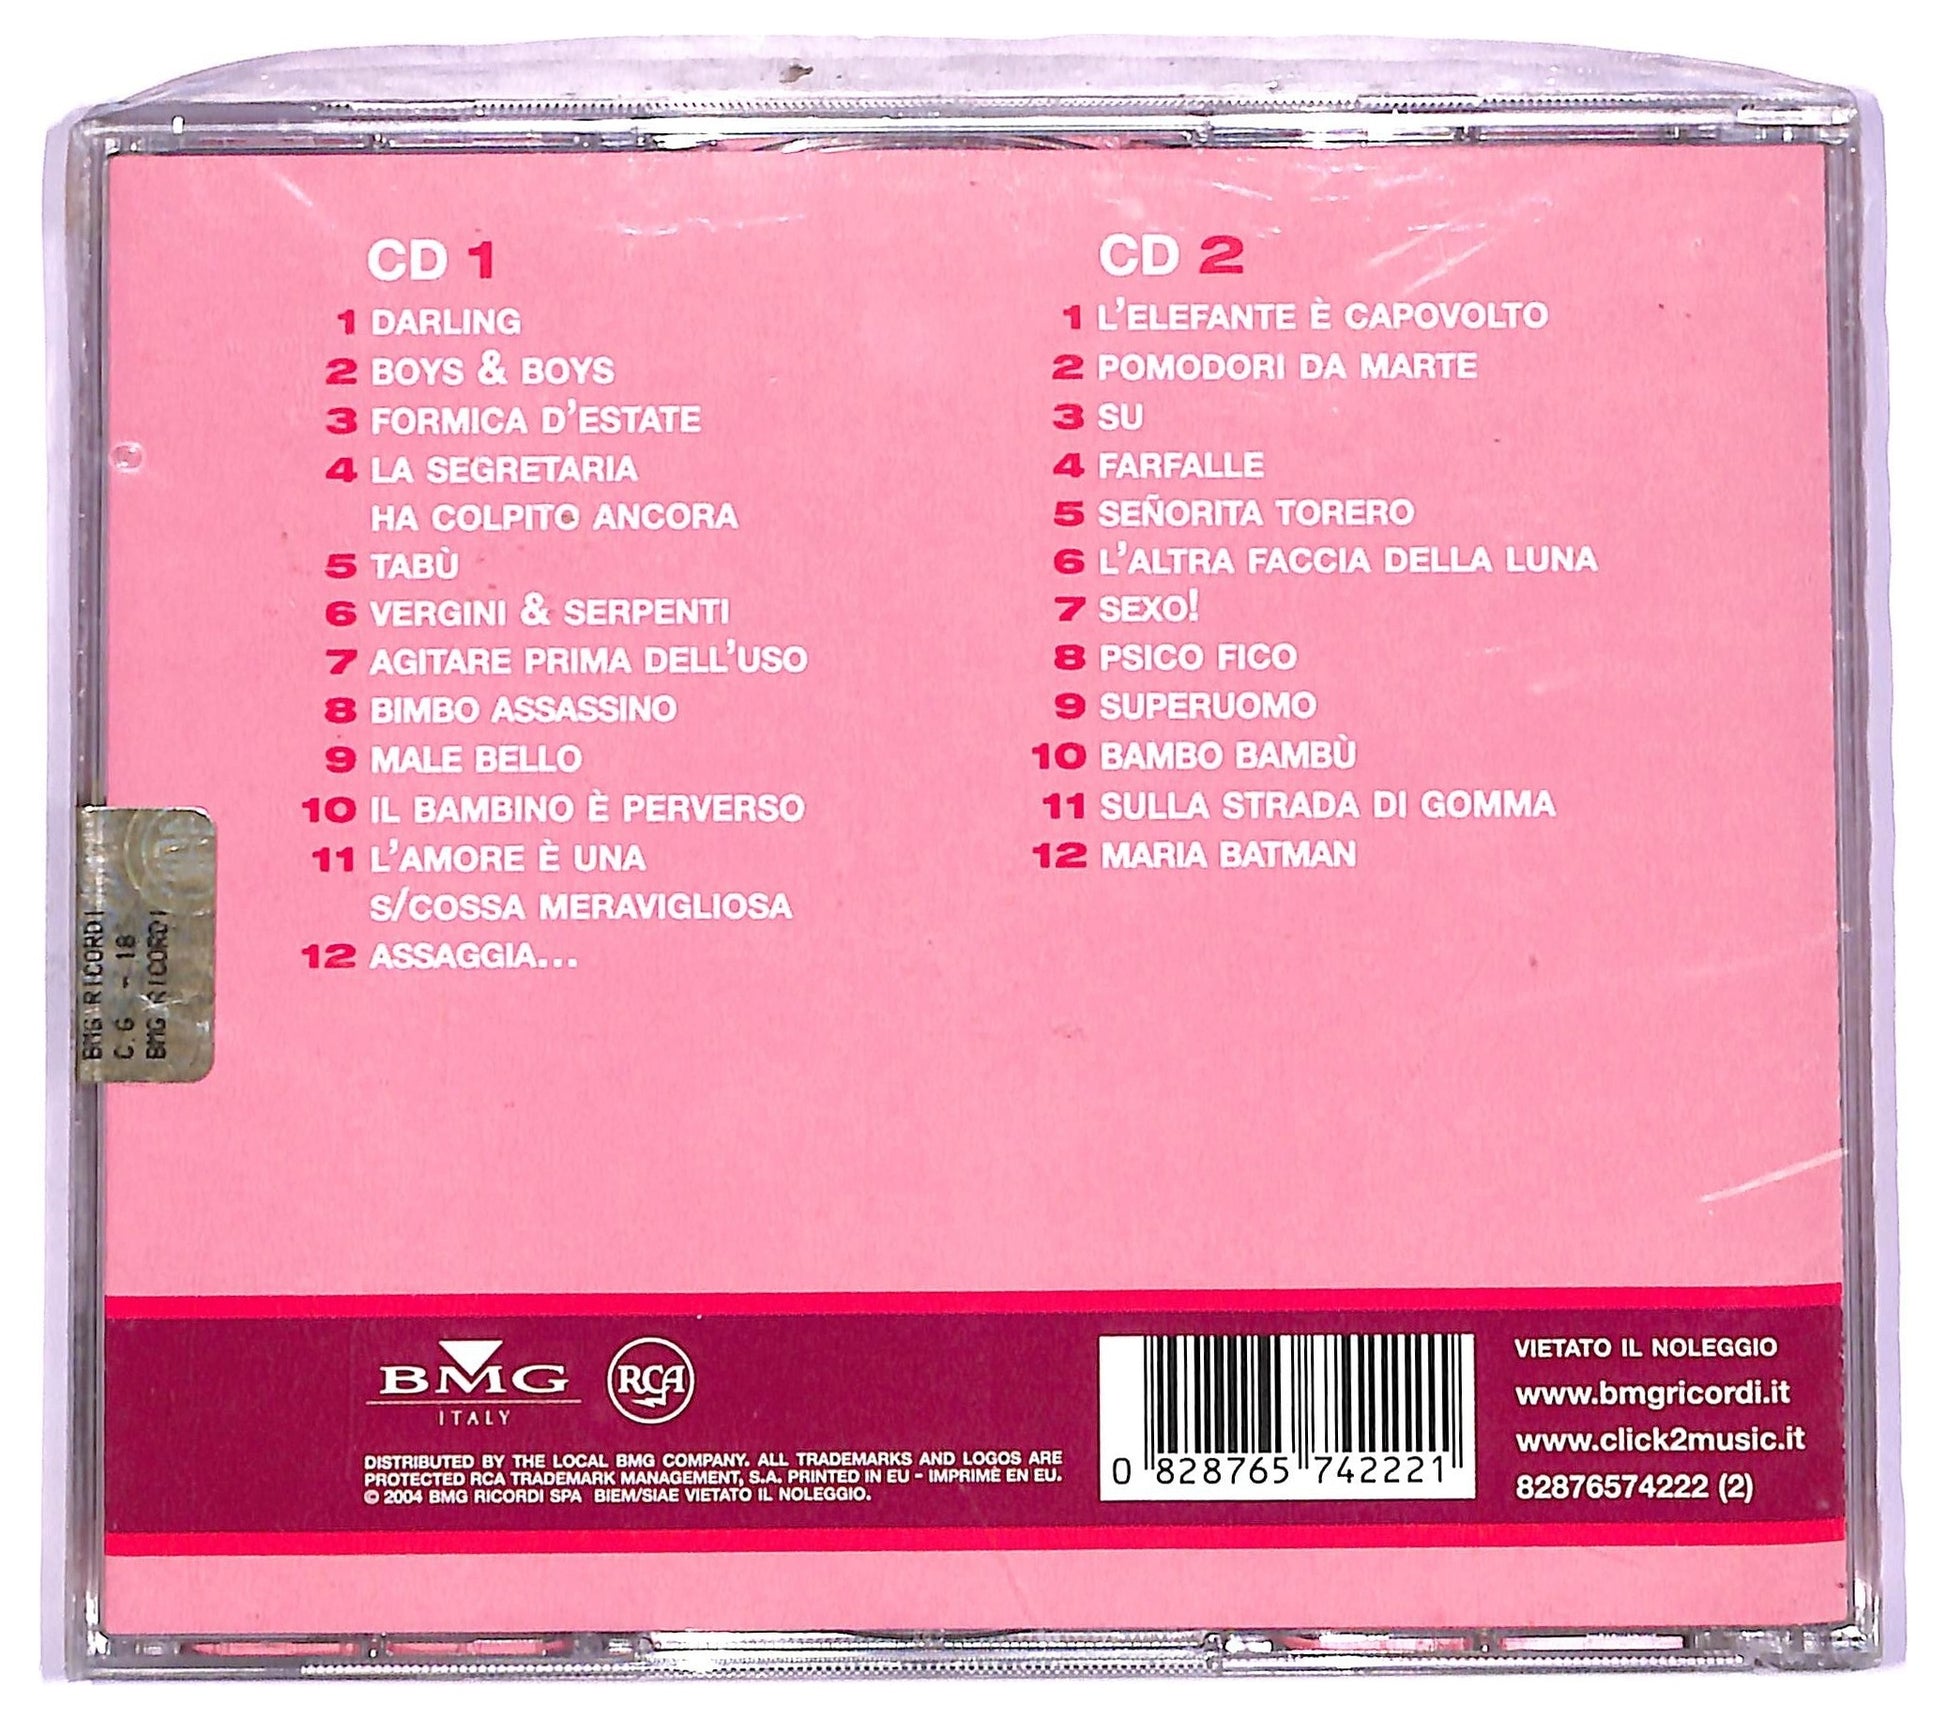 CD 1
1 DARLING
2 BOYS & BOYS
3 FORMICA D'ESTATE
4 LA SEGRETARIA
HA COLPITO ANCORA
5 TABÙ
6 VERGINI & SERPENTI
7 AGITARE PRIMA DELL'USO
8 BIMBO ASSASSINO
9 MALE BELLO
10 IL BAMBINO È PERVERSO
11 L'AMORE È UNA
S/COSSA MERAVIGLIOSA
12 ASSAGGIA...
CD 2
1 L'ELEFANTE È CAPOVOLTO
2 POMODORI DA MARTE
3 SU
4 FARFALLE
5 SEÑORITA TORERO
6 L'ALTRA FACCIA DELLA LUNA
7 SEXO!
8 PSICO FICO
9 SUPERUOMO
10 BAMBO BAMBÙ
11 SULLA STRADA DI GOMMA
12 MARIA BATMAN
BMG RICORDI
C.G - 18
BMG RICORDI
BMG
ITALY
RCA
DISTRIBUTED BY THE LOCAL BMG COMPANY. ALL TRADEMARKS AND LOGOS ARE
PROTECTED RCA TRADEMARK MANAGEMENT, S.A. PRINTED IN EU - IMPRIMÈ EN EU.
© 2004 BMG RICORDI SPA BIEM/SIAE VIETATO IL NOLEGGIO.
0 828765 742221
VIETATO IL NOLEGGIO
www.bmgricordi.it
www.click2music.it
82876574222 (2)